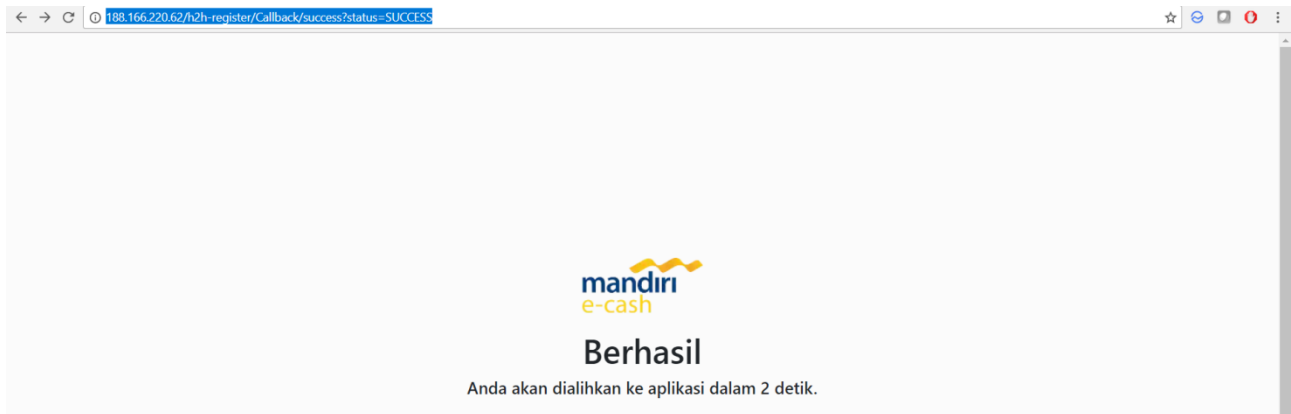 188.166.220.62/h2h-register/Callback/success?status=SUCCESS
mandırı
e-cash
Berhasil
Anda akan dialihkan ke aplikasi dalam 2 detik.